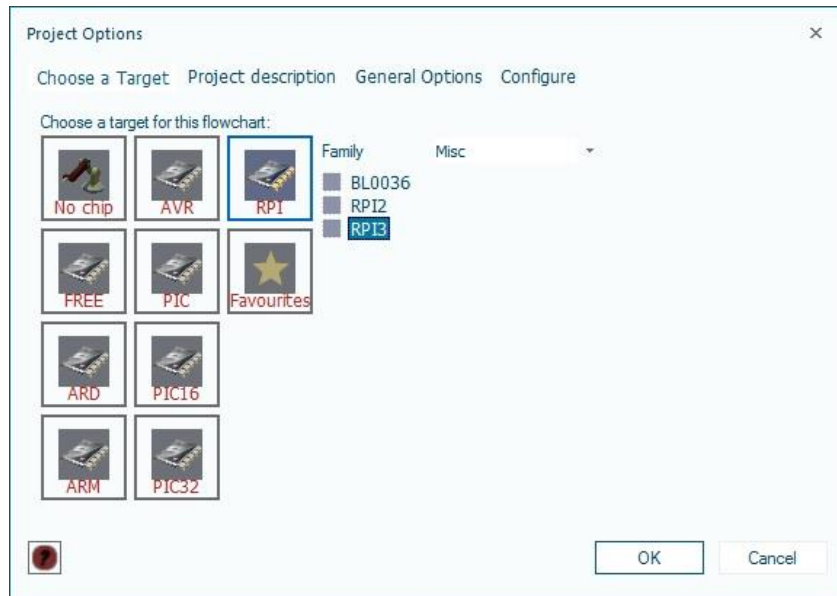 Project Options
Choose a Target Project description General Options Configure
Choose a target for this flowchart:
No chip AVR RPI
Family Misc
BL0036
RPI2
RPI3
FREE PIC Favourites
ARD PIC16
ARM PIC32
? OK Cancel